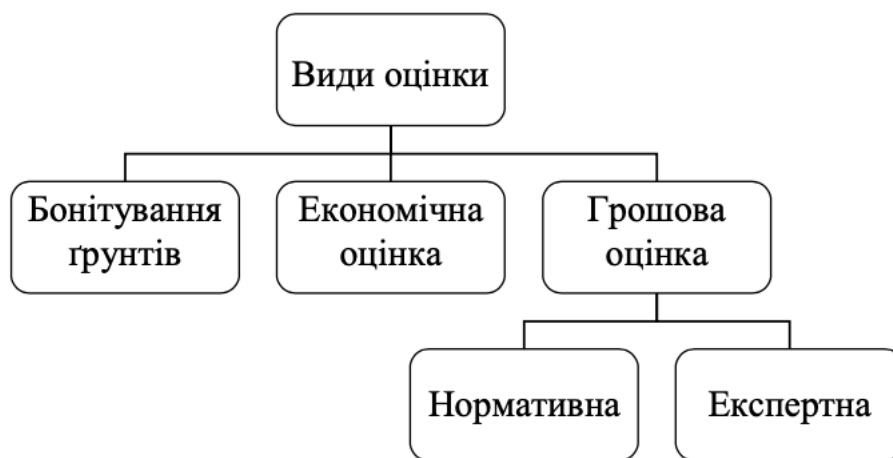 Види оцінки
Бонітування
ґрунтів
Економічна
оцінка
Грошова
оцінка
Нормативна
Експертна